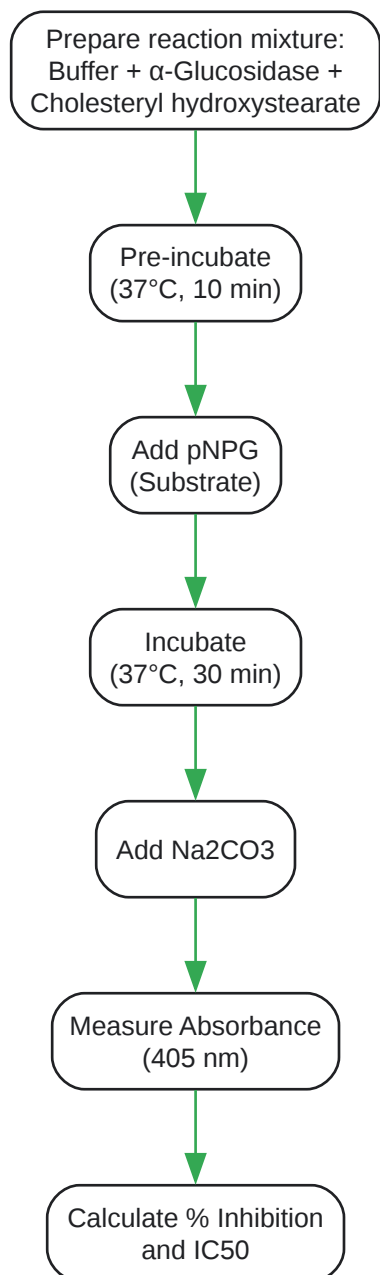 Prepare reaction mixture:
Buffer + α-Glucosidase +
Cholesteryl hydroxystearate
Pre-incubate
(37°C, 10 min)
Add pNPG
(Substrate)
Incubate
(37°C, 30 min)
Add Na2CO3
Measure Absorbance
(405 nm)
Calculate % Inhibition
and IC50